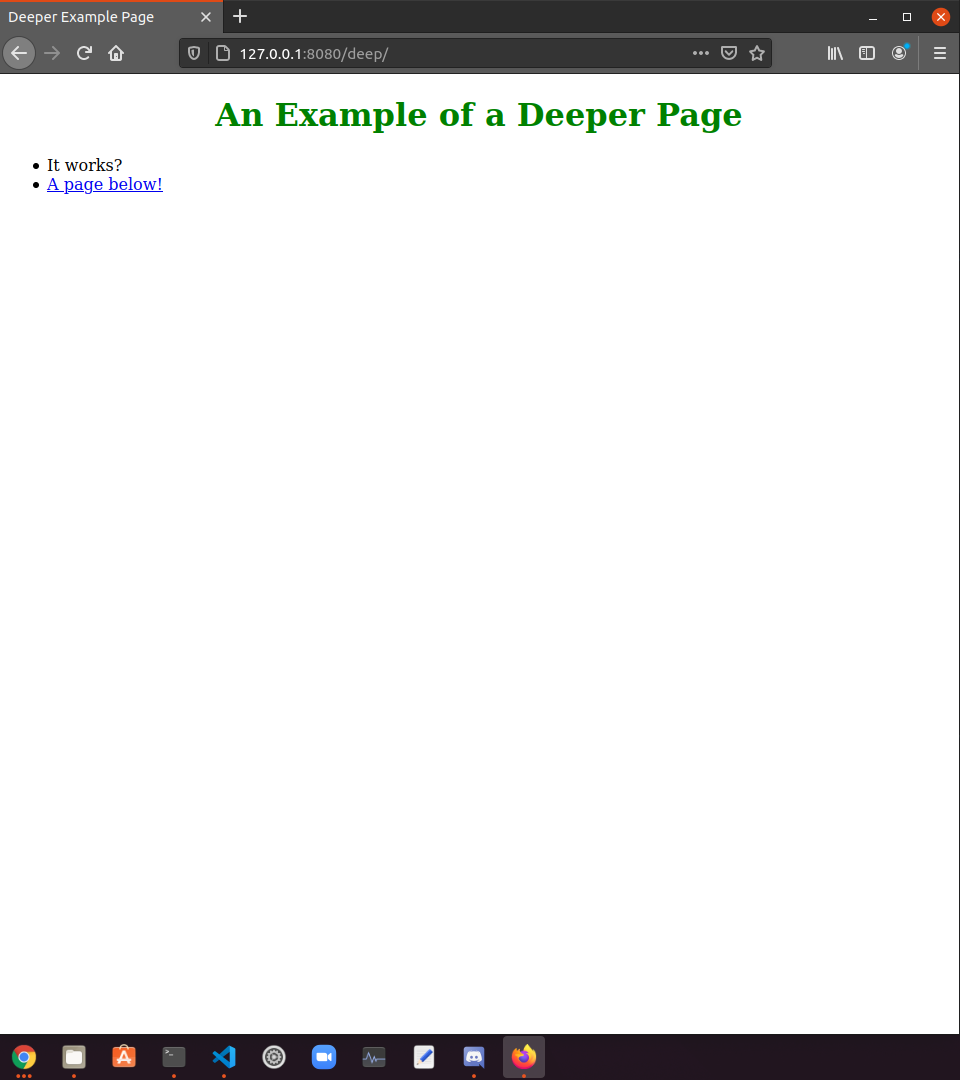 Deeper Example Page
127.0.0.1:8080/deep/
An Example of a Deeper Page
It works?
A page below!